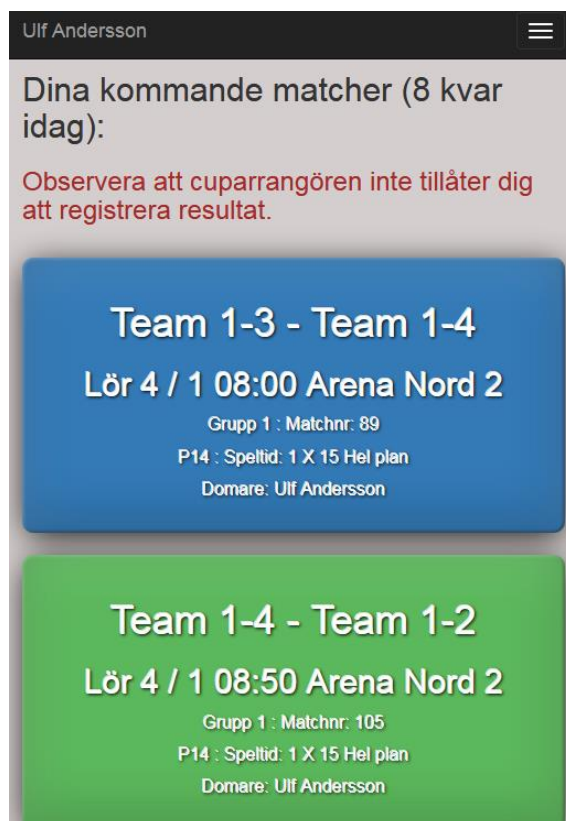 Ulf Andersson
Dina kommande matcher (8 kvar
idag):
Observera att cuparrangören inte tillåter dig
att registrera resultat.
Team 1-3 - Team 1-4
Lör 4 / 1 08:00 Arena Nord 2
Grupp 1 : Matchnr: 89
P14 : Speltid: 1 X 15 Hel plan
Domare: Ulf Andersson
Team 1-4 - Team 1-2
Lör 4 / 1 08:50 Arena Nord 2
Grupp 1 : Matchnr: 105
P14 : Speltid: 1 X 15 Hel plan
Domare: Ulf Andersson